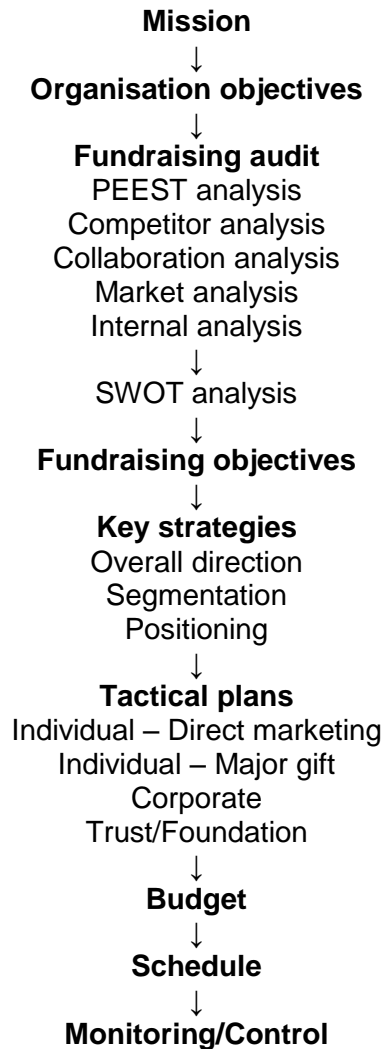 Mission
↓
Organisation objectives
↓
Fundraising audit
PEEST analysis
Competitor analysis
Collaboration analysis
Market analysis
Internal analysis
↓
SWOT analysis
↓
Fundraising objectives
↓
Key strategies
Overall direction
Segmentation
Positioning
↓
Tactical plans
Individual – Direct marketing
Individual – Major gift
Corporate
Trust/Foundation
↓
Budget
↓
Schedule
↓
Monitoring/Control